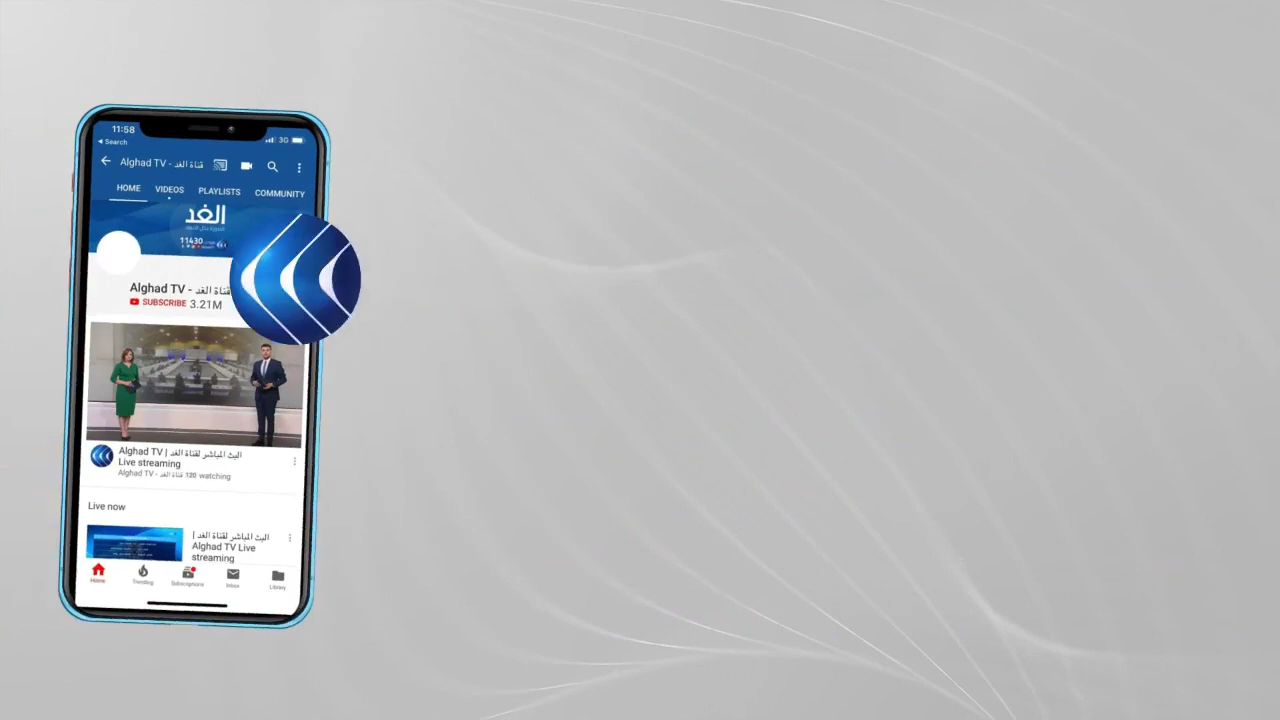 11:58
3G
Search
Alghad TV - قناة الغد
HOME VIDEOS PLAYLISTS COMMUNITY
الغد
11430
Alghad TV - قناة الغد
SUBSCRIBE 3.21M
Alghad TV | البث المباشر لقناة الغد
Live streaming
Alghad TV - قناة الغد 120 watching
Live now
البث المباشر لقناة الغد |
Alghad TV Live
streaming
Home Trending Subscriptions Inbox Library